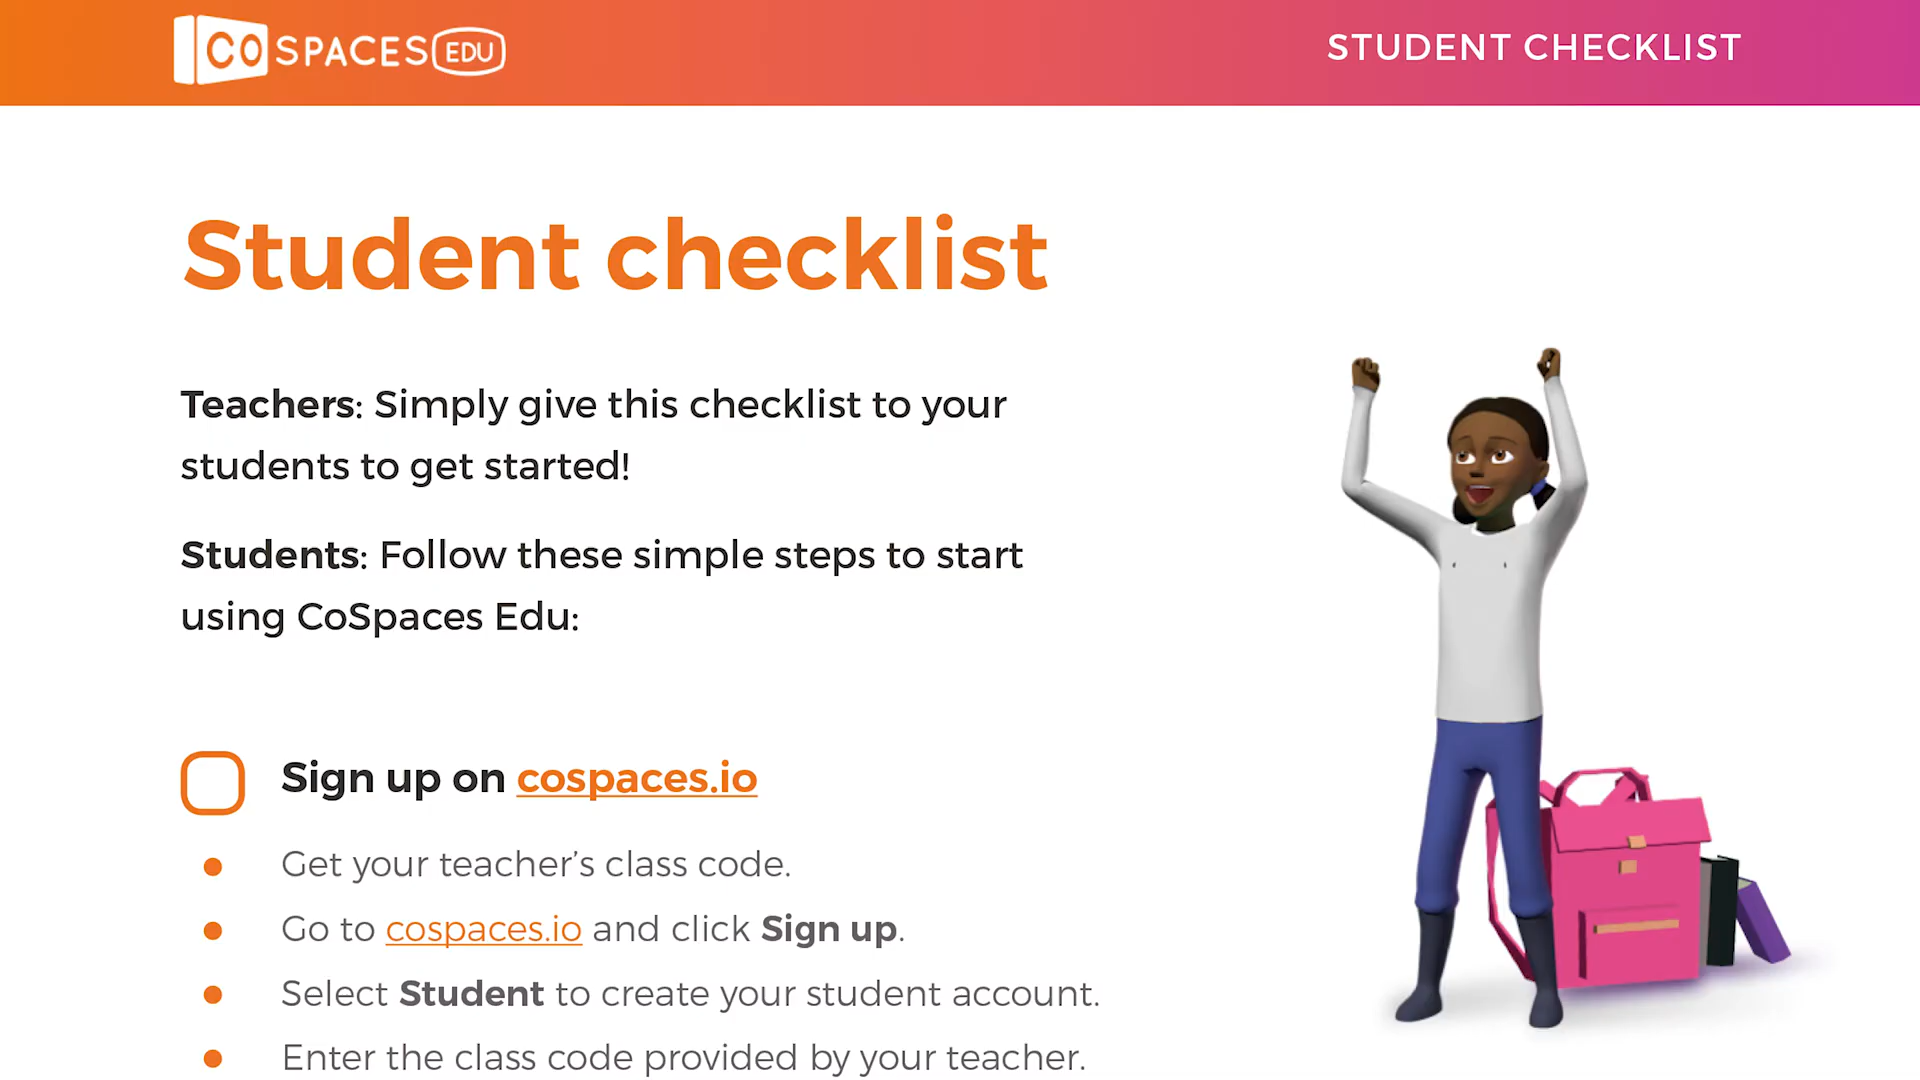 CO SPACES EDU
STUDENT CHECKLIST
Student checklist
Teachers: Simply give this checklist to your
students to get started!
Students: Follow these simple steps to start
using CoSpaces Edu:
Sign up on cospaces.io
• Get your teacher’s class code.
• Go to cospaces.io and click Sign up.
• Select Student to create your student account.
• Enter the class code provided by your teacher.